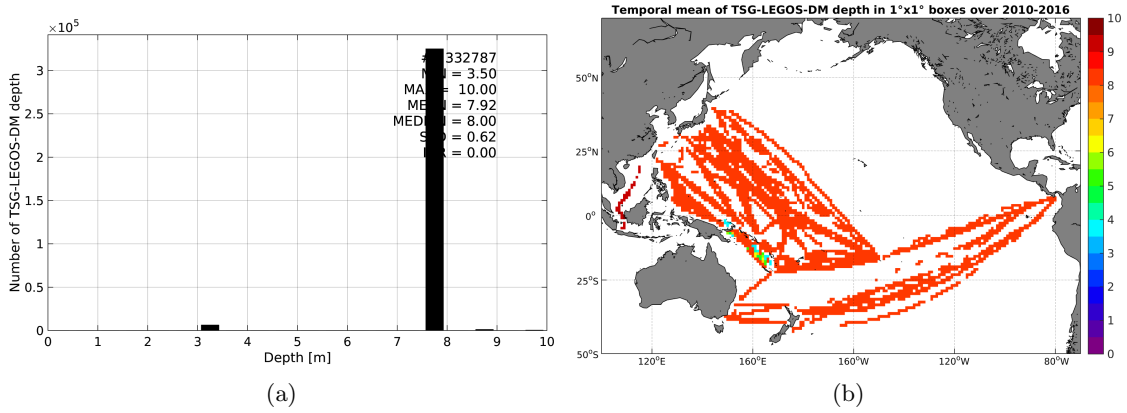 ×10⁵
3
2.5
2
1.5
1
0.5
0
Number of TSG-LEGOS-DM depth
332787
= 3.50
= 10.00
= 7.92
= 8.00
= 0.62
= 0.00
0 1 2 3 4 5 6 7 8 9 10
Depth [m]
(a)
Temporal mean of TSG-LEGOS-DM depth in 1°x1° boxes over 2010-2016
50°N
25°N
0°
25°S
50°S
120°E 160°E 160°W 120°W 80°W
10
9
8
7
6
5
4
3
2
1
0
(b)